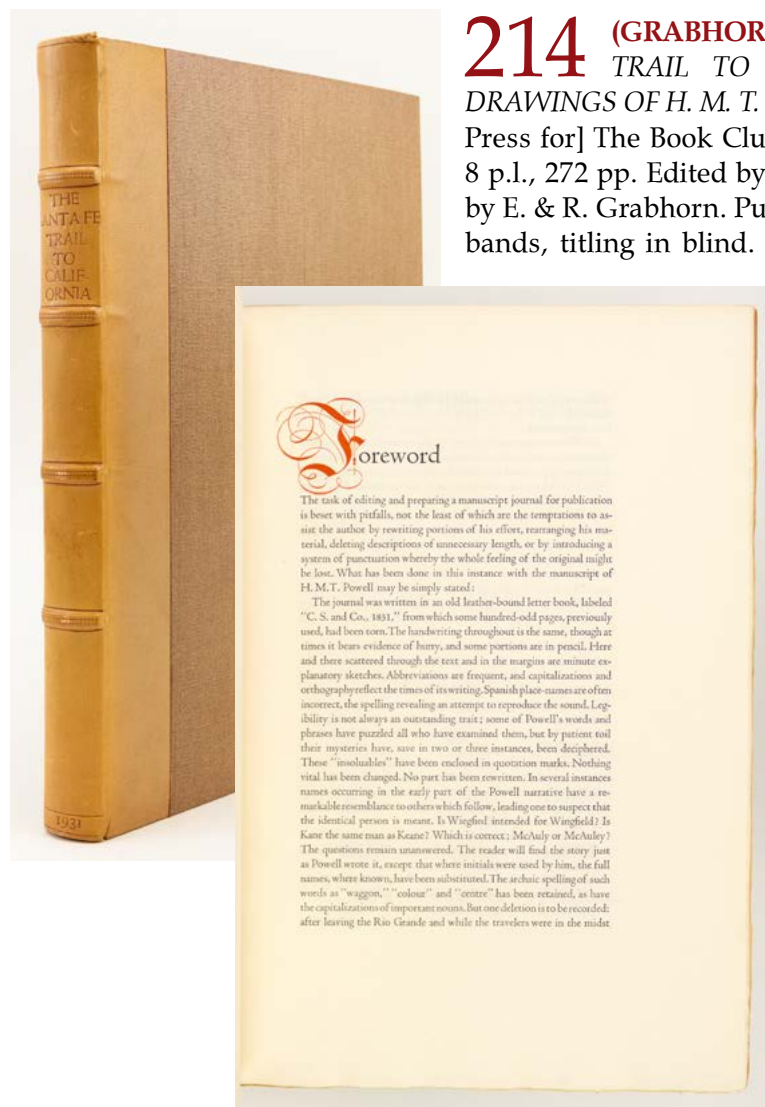 214 (GRABHOR
TRAIL TO
DRAWINGS OF H. M. T.
Press for] The Book Clu
8 p.l., 272 pp. Edited by
by E. & R. Grabhorn. Pu
bands, titling in blind.
THE
ANTA FE
TRAIL
TO
CALIF-
ORNIA
1931
Foreword
The task of editing and preparing a manuscript journal for publication
is beset with pitfalls, not the least of which are the temptations to as-
sist the author by rewriting portions of his effort, rearranging his ma-
terial, deleting descriptions of unnecessary length, or by introducing a
system of punctuation whereby the whole feeling of the original might
be lost. What has been done in this instance with the manuscript of
H. M. T. Powell may be simply stated:
The journal was written in an old leather-bound letter book, labeled
"C. S. and Co., 1831," from which some hundred-odd pages, previously
used, had been torn. The handwriting throughout is the same, though at
times it bears evidence of hurry, and some portions are in pencil. Here
and there scattered through the text and in the margins are minute ex-
planatory sketches. Abbreviations are frequent, and capitalizations and
orthography reflect the times of its writing. Spanish place-names are often
incorrect, the spelling revealing an attempt to reproduce the sound. Leg-
ibility is not always an outstanding trait; some of Powell's words and
phrases have puzzled all who have examined them, but by patient toil
their mysteries have, save in two or three instances, been deciphered.
These "insoluables" have been enclosed in quotation marks. Nothing
vital has been changed. No part has been rewritten. In several instances
names occurring in the early part of the Powell narrative have a re-
markable resemblance to others which follow, leading one to suspect that
the identical person is meant. Is Wiegfied intended for Wingfield? Is
Kane the same man as Keane? Which is correct; McAuly or McAuley?
The questions remain unanswered. The reader will find the story just
as Powell wrote it, except that where initials were used by him, the full
names, where known, have been substituted. The archaic spelling of such
words as "waggon," "colour" and "centre" has been retained, as have
the capitalizations of important nouns. But one deletion is to be recorded:
after leaving the Rio Grande and while the travelers were in the midst